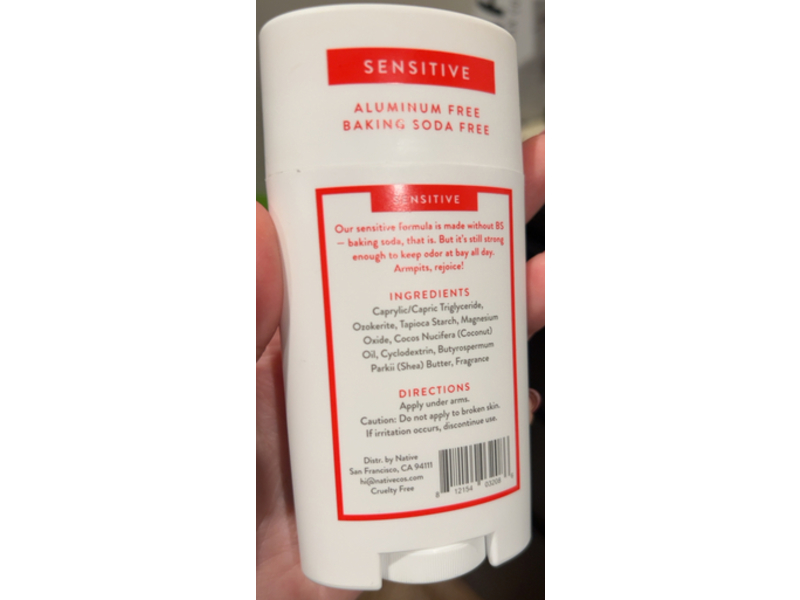 SENSITIVE
ALUMINUM FREE
BAKING SODA FREE
SENSITIVE
Our sensitive formula is made without BS
— baking soda, that is. But it's still strong
enough to keep odor at bay all day.
Armpits, rejoice!
INGREDIENTS
Caprylic/Capric Triglyceride,
Ozokerite, Tapioca Starch, Magnesium
Oxide, Cocos Nucifera (Coconut)
Oil, Cyclodextrin, Butyrospermum
Parkii (Shea) Butter, Fragrance
DIRECTIONS
Apply under arms.
Caution: Do not apply to broken skin.
If irritation occurs, discontinue use.
Distr. by Native
San Francisco, CA 94111
hi@nativecos.com
Cruelty Free
8 12154